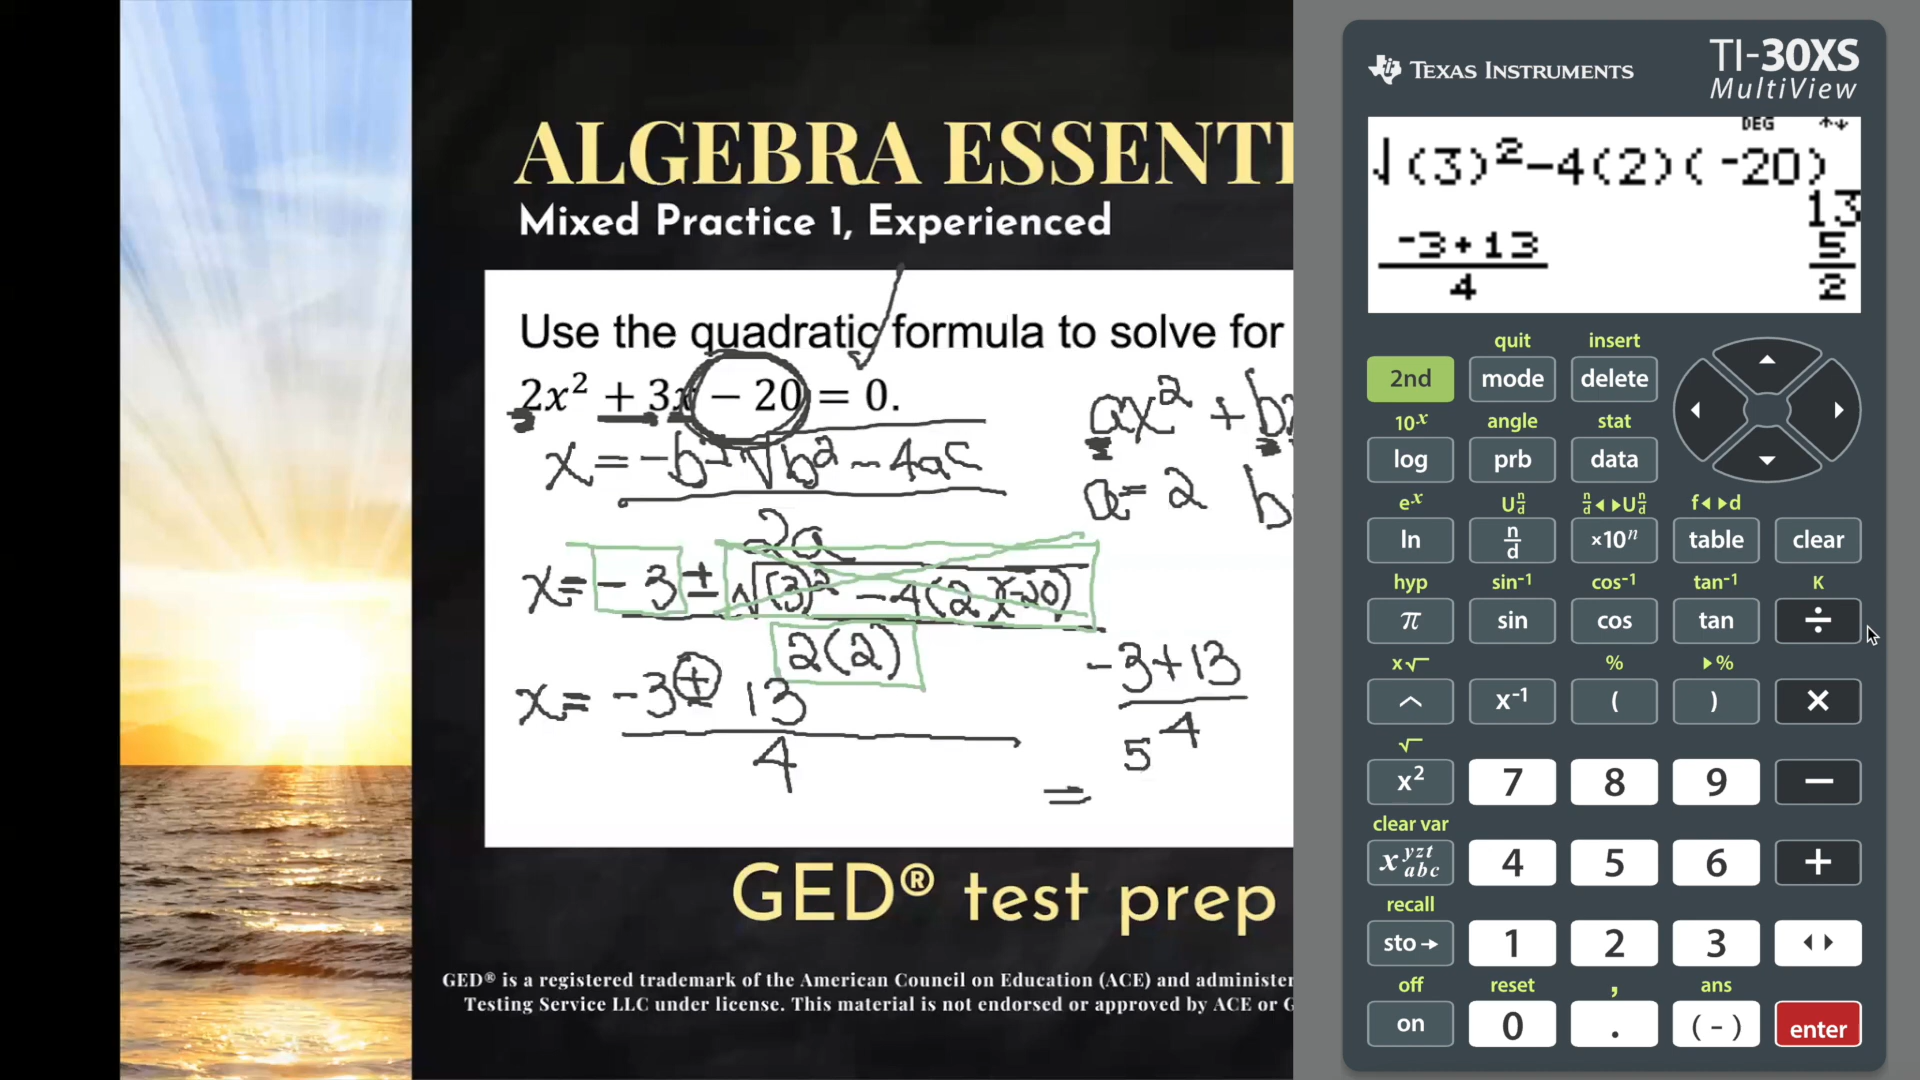 ALGEBRA ESSENTI
Mixed Practice 1, Experienced
Use the quadratic formula to solve for
2x² + 3x − 20 = 0.
ax² + bx
x = -b ± √b² - 4ac
2a
a = 2 b=
x = -3 ± √(3)² - 4(2)(-20)
2(2)
x = -3 ± 13
4
-3+13
4
= 5
GED® test prep
GED® is a registered trademark of the American Council on Education (ACE) and administer
Testing Service LLC under license. This material is not endorsed or approved by ACE or G
TEXAS INSTRUMENTS
TI-30XS
MultiView
DEG
√(3)²-4(2)(-20)
13
-3+13
4
5
2
quit insert
2nd mode delete
10ˣ angle stat
log prb data
eˣ U n/d n/d ◂▸U n/d f◂▸d
ln n/d ×10ⁿ table clear
hyp sin⁻¹ cos⁻¹ tan⁻¹ K
π sin cos tan ÷
x√ % ▸%
^ x⁻¹ ( ) ×
√
x² 7 8 9 −
clear var
x yzt abc 4 5 6 +
recall
sto→ 1 2 3 ◂▸
off reset , ans
on 0 . (-) enter